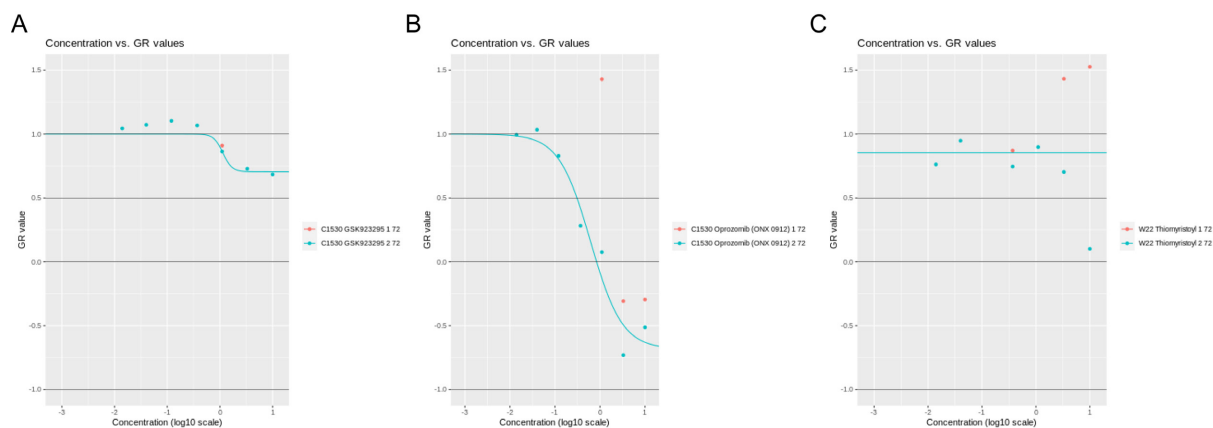 A
Concentration vs. GR values
1.5
1.0
0.5
0.0
-0.5
-1.0
GR value
-3
-2
-1
0
1
Concentration (log10 scale)
C1530 GSK923295 1 72
C1530 GSK923295 2 72
B
Concentration vs. GR values
1.5
1.0
0.5
0.0
-0.5
-1.0
GR value
-3
-2
-1
0
1
Concentration (log10 scale)
C1530 Oprozomib (ONX 0912) 1 72
C1530 Oprozomib (ONX 0912) 2 72
C
Concentration vs. GR values
1.5
1.0
0.5
0.0
-0.5
-1.0
GR value
-3
-2
-1
0
1
Concentration (log10 scale)
W22 Thiomyristoyl 1 72
W22 Thiomyristoyl 2 72